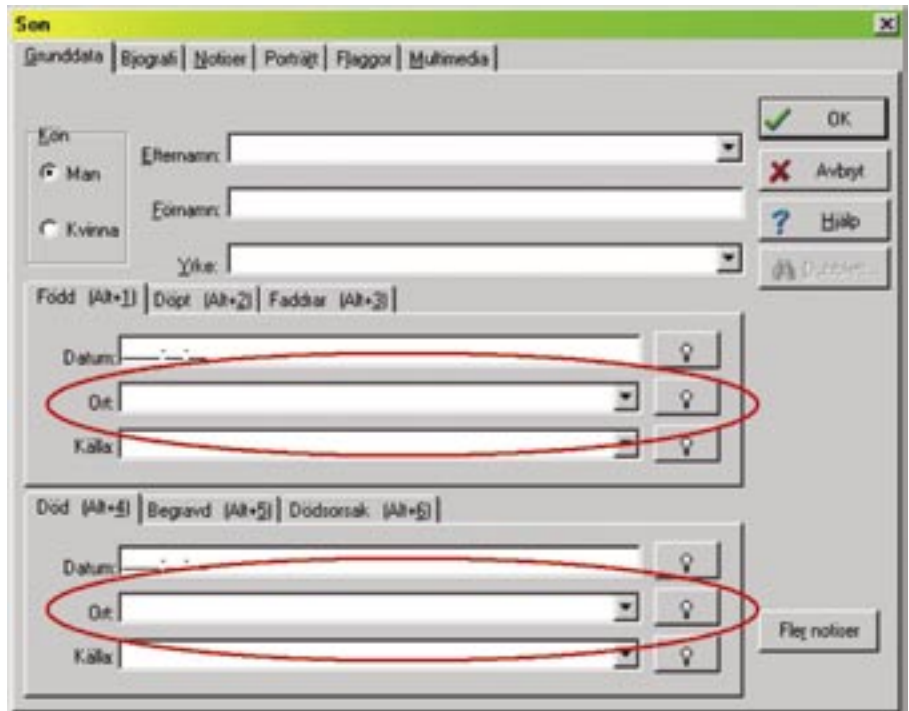 Son
Grunddata Biografi Notiser Porträtt Flaggor Multimedia
Kön
Man
Kvinna
Efternamn:
Förnamn:
Yrke:
OK
Avbryt
Hjälp
Född (Alt+1) Döpt (Alt+2) Faddrar (Alt+3)
Datum:
Ort:
Källa:
Död (Alt+4) Begravd (Alt+5) Dödsorsak (Alt+6)
Datum:
Ort:
Källa:
Fler notiser